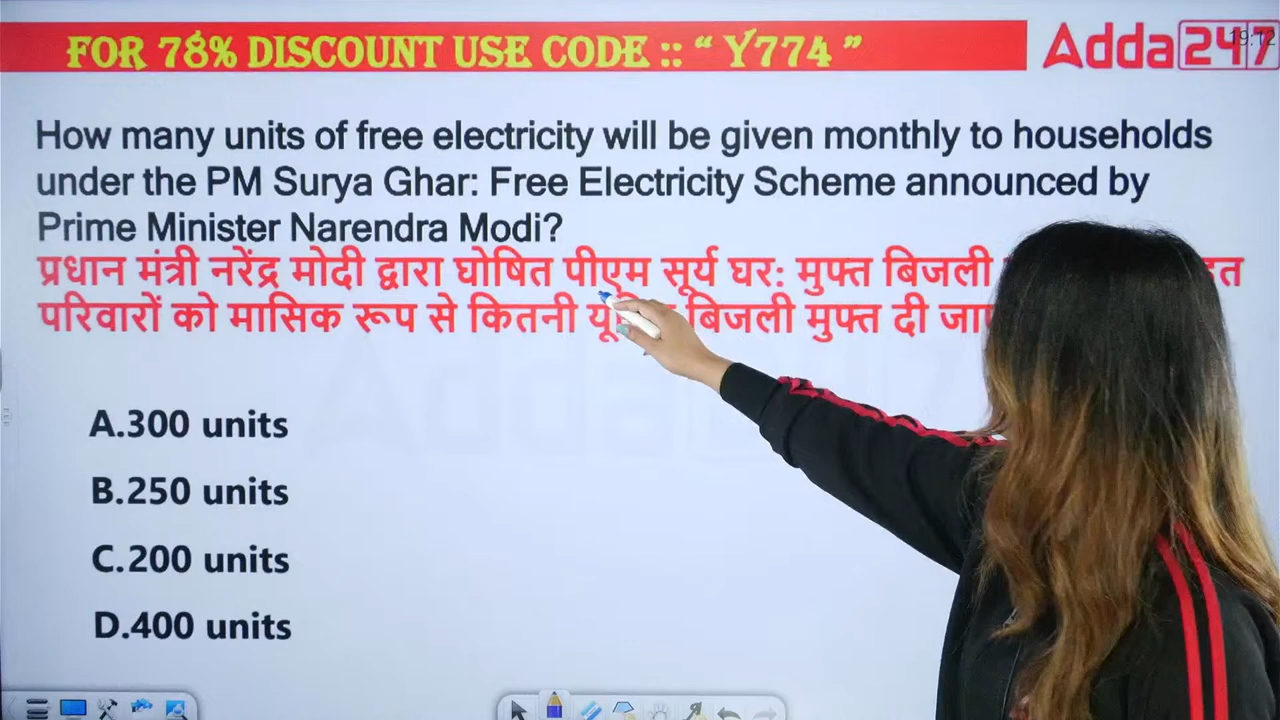 FOR 78% DISCOUNT USE CODE :: “ Y774 ”
Adda247
19:12
How many units of free electricity will be given monthly to households
under the PM Surya Ghar: Free Electricity Scheme announced by
Prime Minister Narendra Modi?
प्रधान मंत्री नरेंद्र मोदी द्वारा घोषित पीएम सूर्य घर: मुफ्त बिजली
परिवारों को मासिक रूप से कितनी बिजली मुफ्त दी
A.300 units
B.250 units
C.200 units
D.400 units